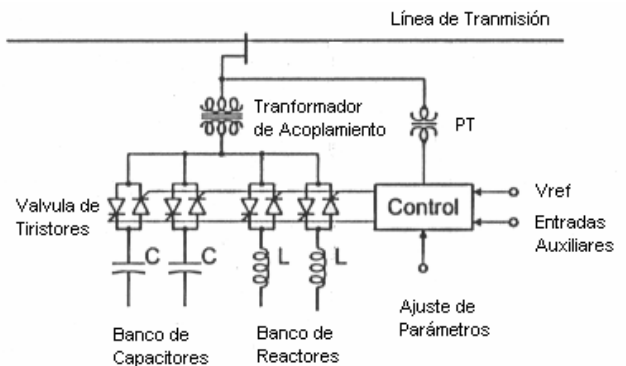 Línea de Tranmisión
Tranformador
de Acoplamiento
PT
Valvula de
Tiristores
Control
Vref
Entradas
Auxiliares
C
C
L
L
Ajuste de
Parámetros
Banco de
Capacitores
Banco de
Reactores